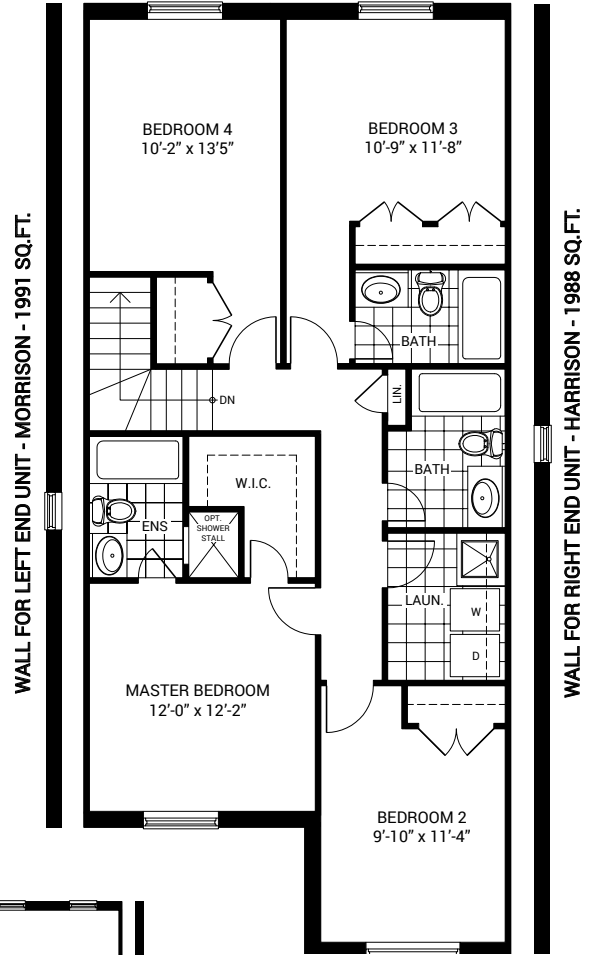 BEDROOM 4
10'-2" x 13'5"
BEDROOM 3
10'-9" x 11'-8"
BATH
LIN.
DN
BATH
W.I.C.
OPT.
SHOWER
STALL
ENS
LAUN.
W
D
MASTER BEDROOM
12'-0" x 12'-2"
BEDROOM 2
9'-10" x 11'-4"
WALL FOR LEFT END UNIT - MORRISON - 1991 SQ.FT.
WALL FOR RIGHT END UNIT - HARRISON - 1988 SQ.FT.